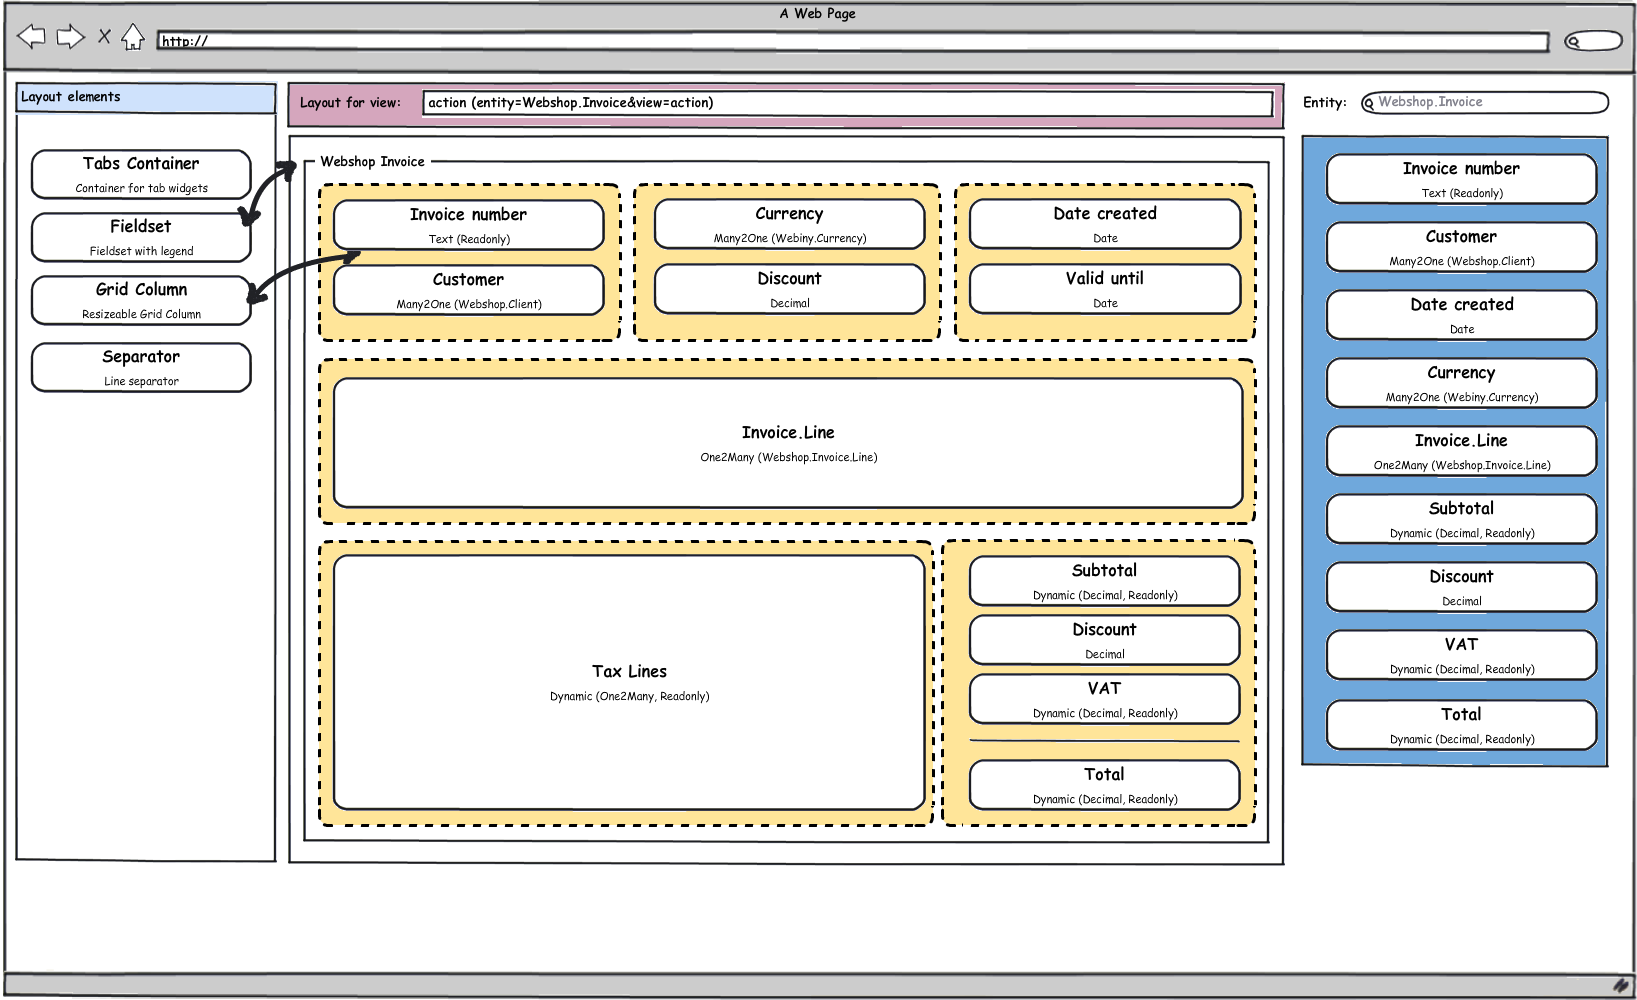 A Web Page
http://
Layout elements
Tabs Container
Container for tab widgets
Fieldset
Fieldset with legend
Grid Column
Resizeable Grid Column
Separator
Line separator
Layout for view:
action (entity=Webshop.Invoice&view=action)
Webshop Invoice
Invoice number
Text (Readonly)
Customer
Many2One (Webshop.Client)
Currency
Many2One (Webiny.Currency)
Discount
Decimal
Date created
Date
Valid until
Date
Invoice.Line
One2Many (Webshop.Invoice.Line)
Tax Lines
Dynamic (One2Many, Readonly)
Subtotal
Dynamic (Decimal, Readonly)
Discount
Decimal
VAT
Dynamic (Decimal, Readonly)
Total
Dynamic (Decimal, Readonly)
Entity:
Webshop.Invoice
Invoice number
Text (Readonly)
Customer
Many2One (Webshop.Client)
Date created
Date
Currency
Many2One (Webiny.Currency)
Invoice.Line
One2Many (Webshop.Invoice.Line)
Subtotal
Dynamic (Decimal, Readonly)
Discount
Decimal
VAT
Dynamic (Decimal, Readonly)
Total
Dynamic (Decimal, Readonly)